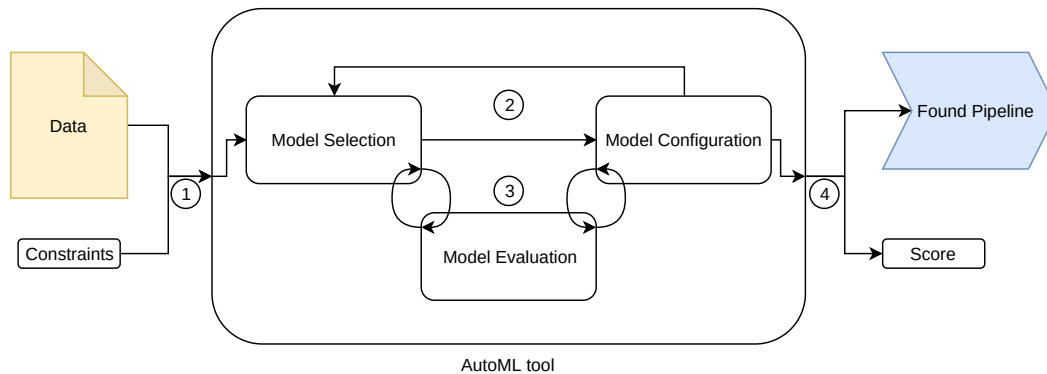 Data
Constraints
1
Model Selection
2
Model Configuration
3
Model Evaluation
4
Found Pipeline
Score
AutoML tool